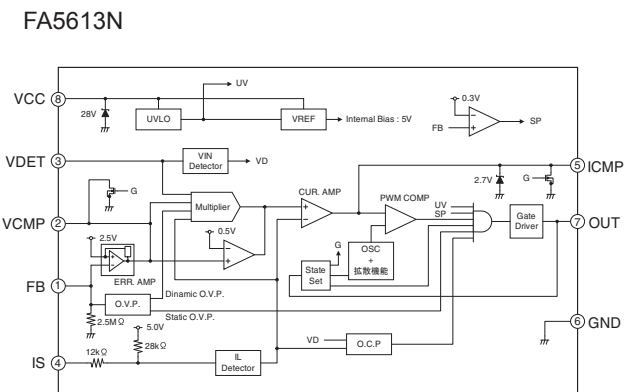 FA5613N
VCC
8
28V
UVLO
UV
VREF
Internal Bias : 5V
0.3V
FB
SP
VDET
3
VIN
Detector
VD
5
ICMP
2.7V
G
G
Multiplier
CUR. AMP
PWM COMP
VCMP
2
UV
SP
Gate
Driver
7
OUT
0.5V
2.5V
ERR. AMP
G
OSC
+
拡散機能
State
Set
FB
1
O.V.P.
Dinamic O.V.P.
Static O.V.P.
2.5MΩ
5.0V
28kΩ
6
GND
IS
4
12kΩ
IL
Detector
VD
O.C.P